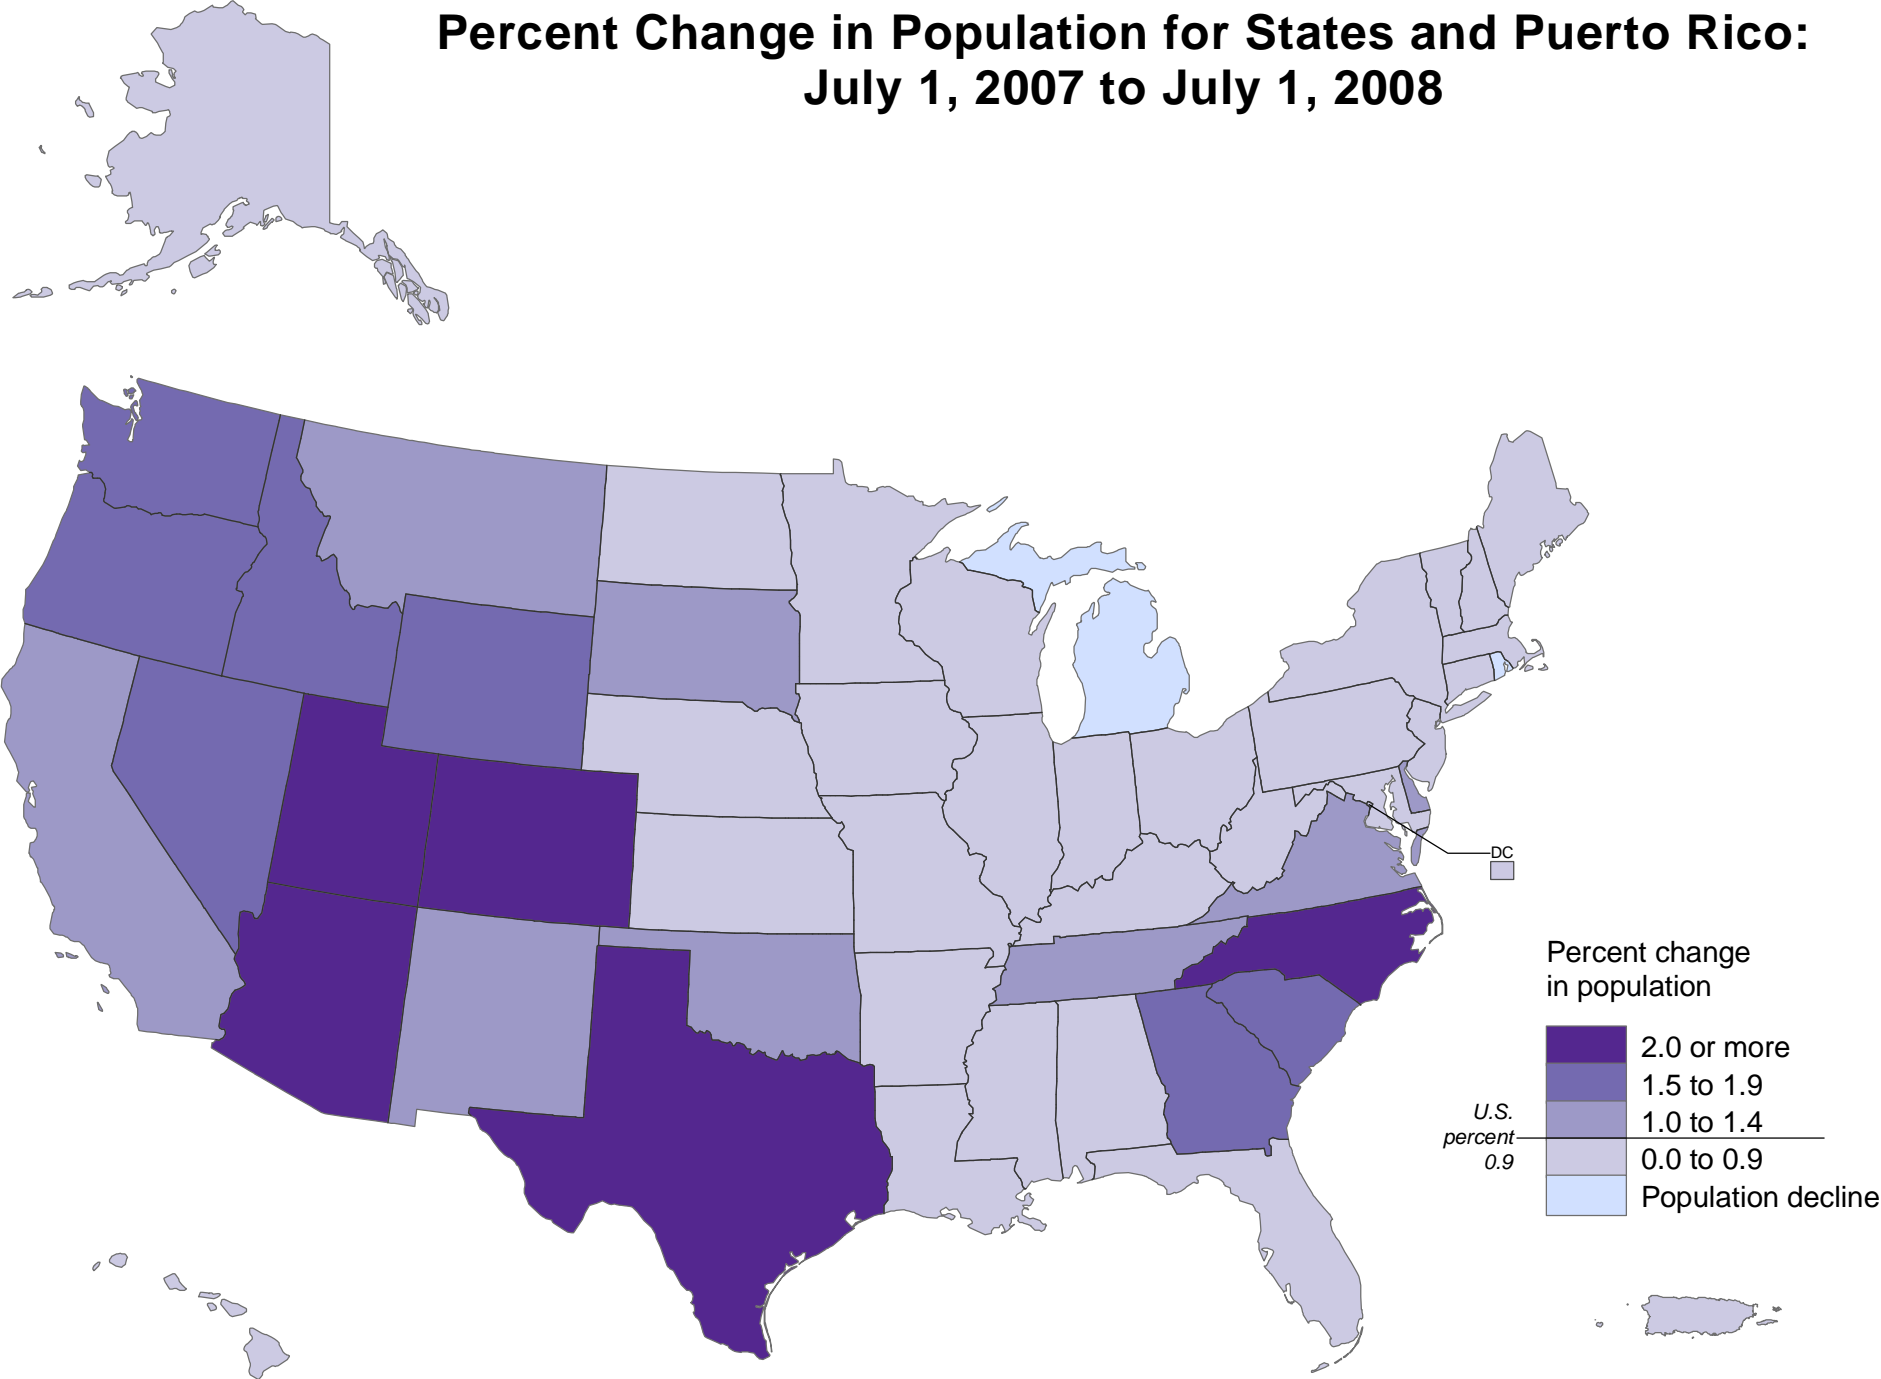 Percent Change in Population for States and Puerto Rico:
July 1, 2007 to July 1, 2008
DC
Percent change
in population
2.0 or more
1.5 to 1.9
1.0 to 1.4
0.0 to 0.9
Population decline
U.S.
percent
0.9